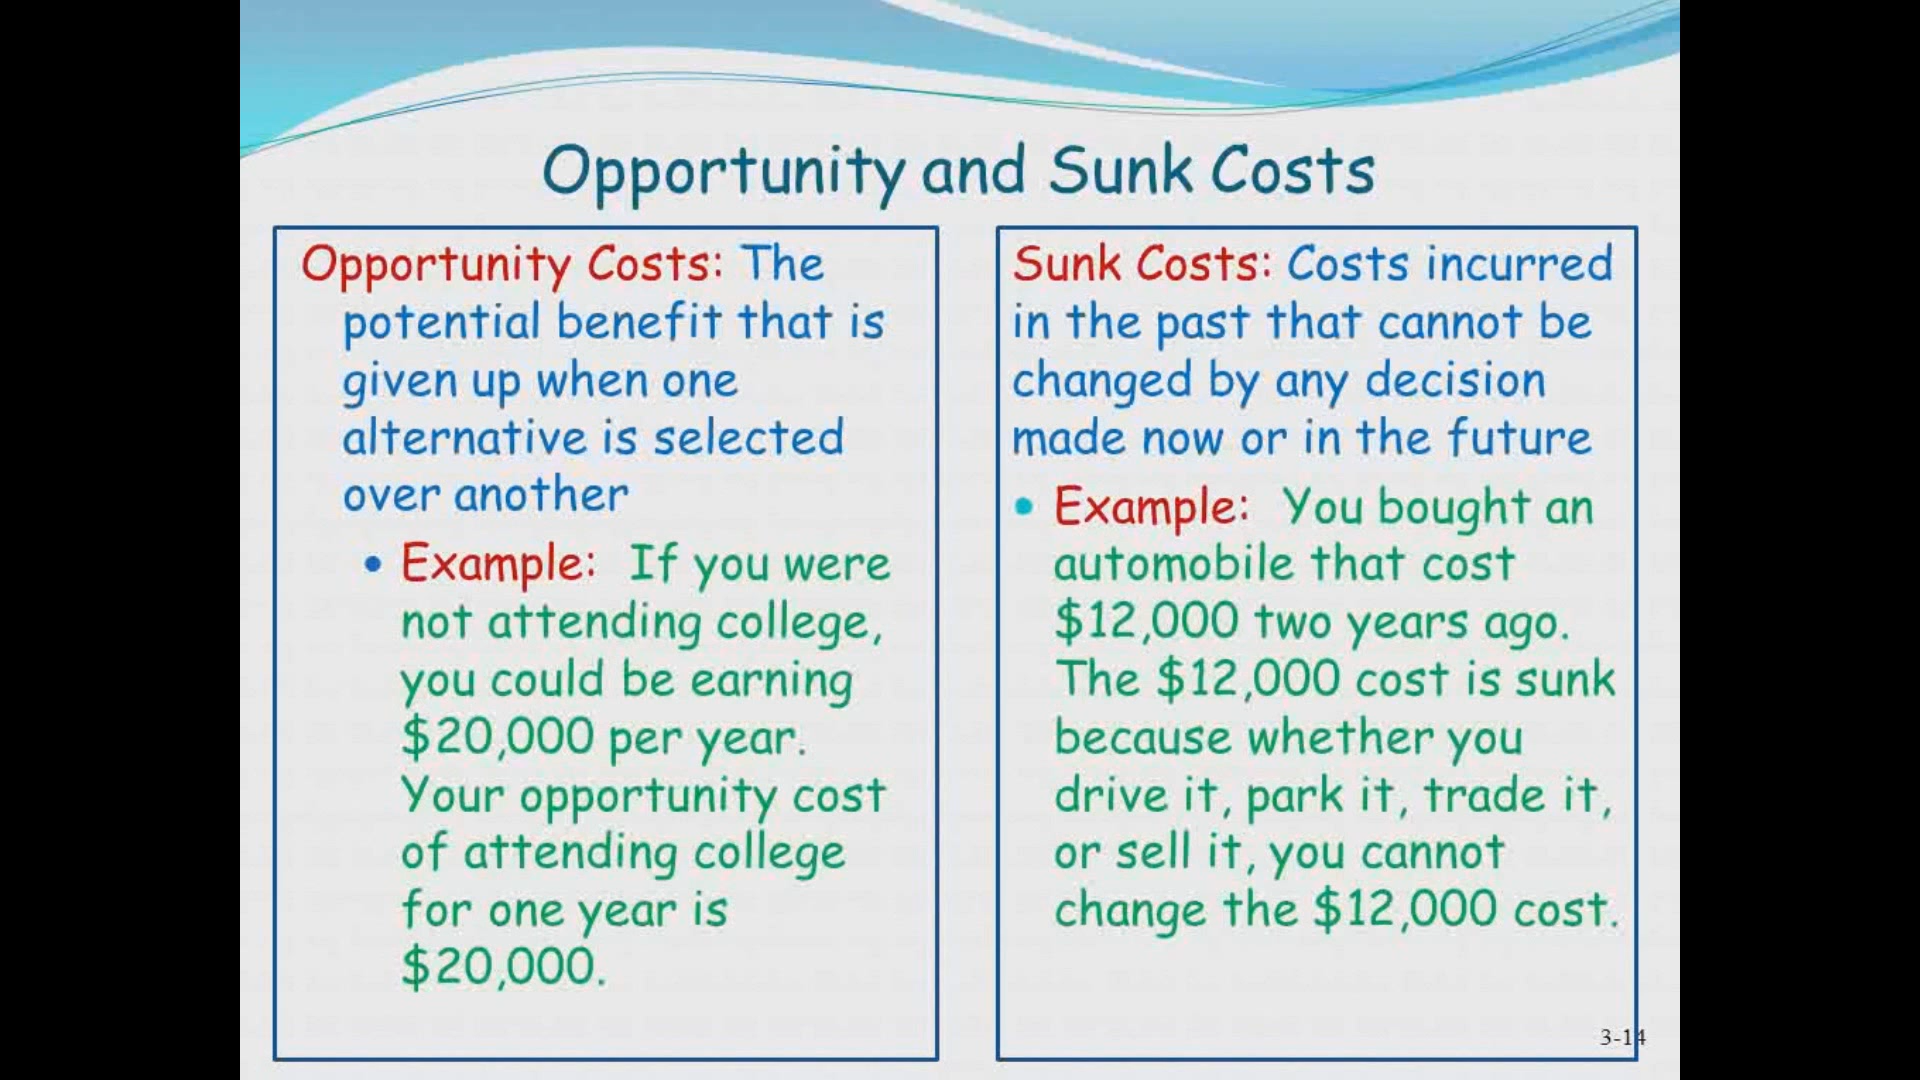 Opportunity and Sunk Costs
Opportunity Costs: The
potential benefit that is
given up when one
alternative is selected
over another
• Example: If you were
not attending college,
you could be earning
$20,000 per year.
Your opportunity cost
of attending college
for one year is
$20,000.
Sunk Costs: Costs incurred
in the past that cannot be
changed by any decision
made now or in the future
• Example: You bought an
automobile that cost
$12,000 two years ago.
The $12,000 cost is sunk
because whether you
drive it, park it, trade it,
or sell it, you cannot
change the $12,000 cost.
3-14